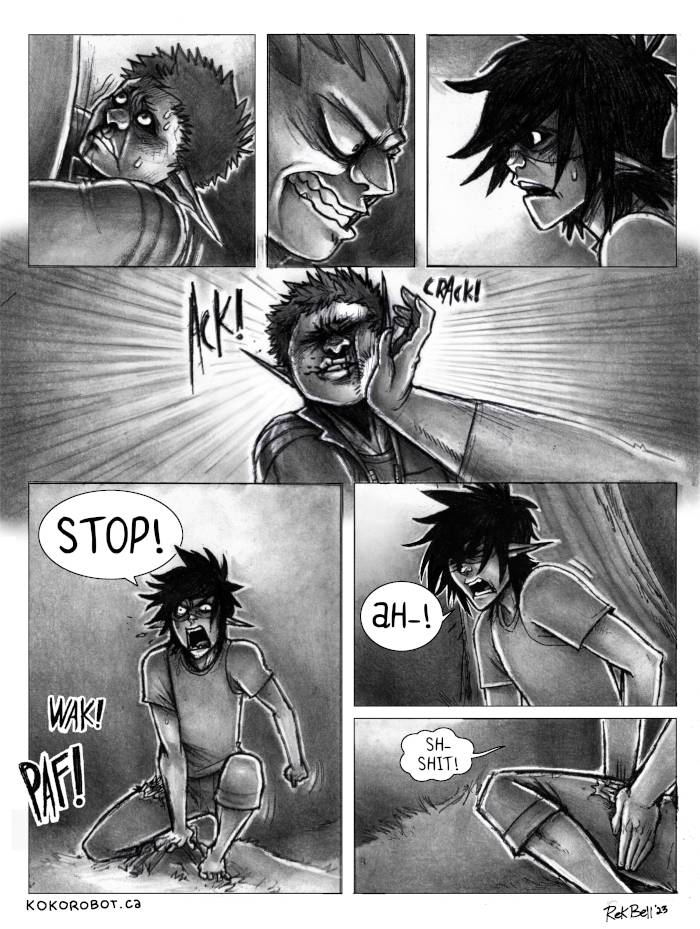 ACK!
CRACK!
STOP!
aH-!
WAK!
PAF!
SH-
SHIT!
KOKOROBOT.ca
RekBell '23